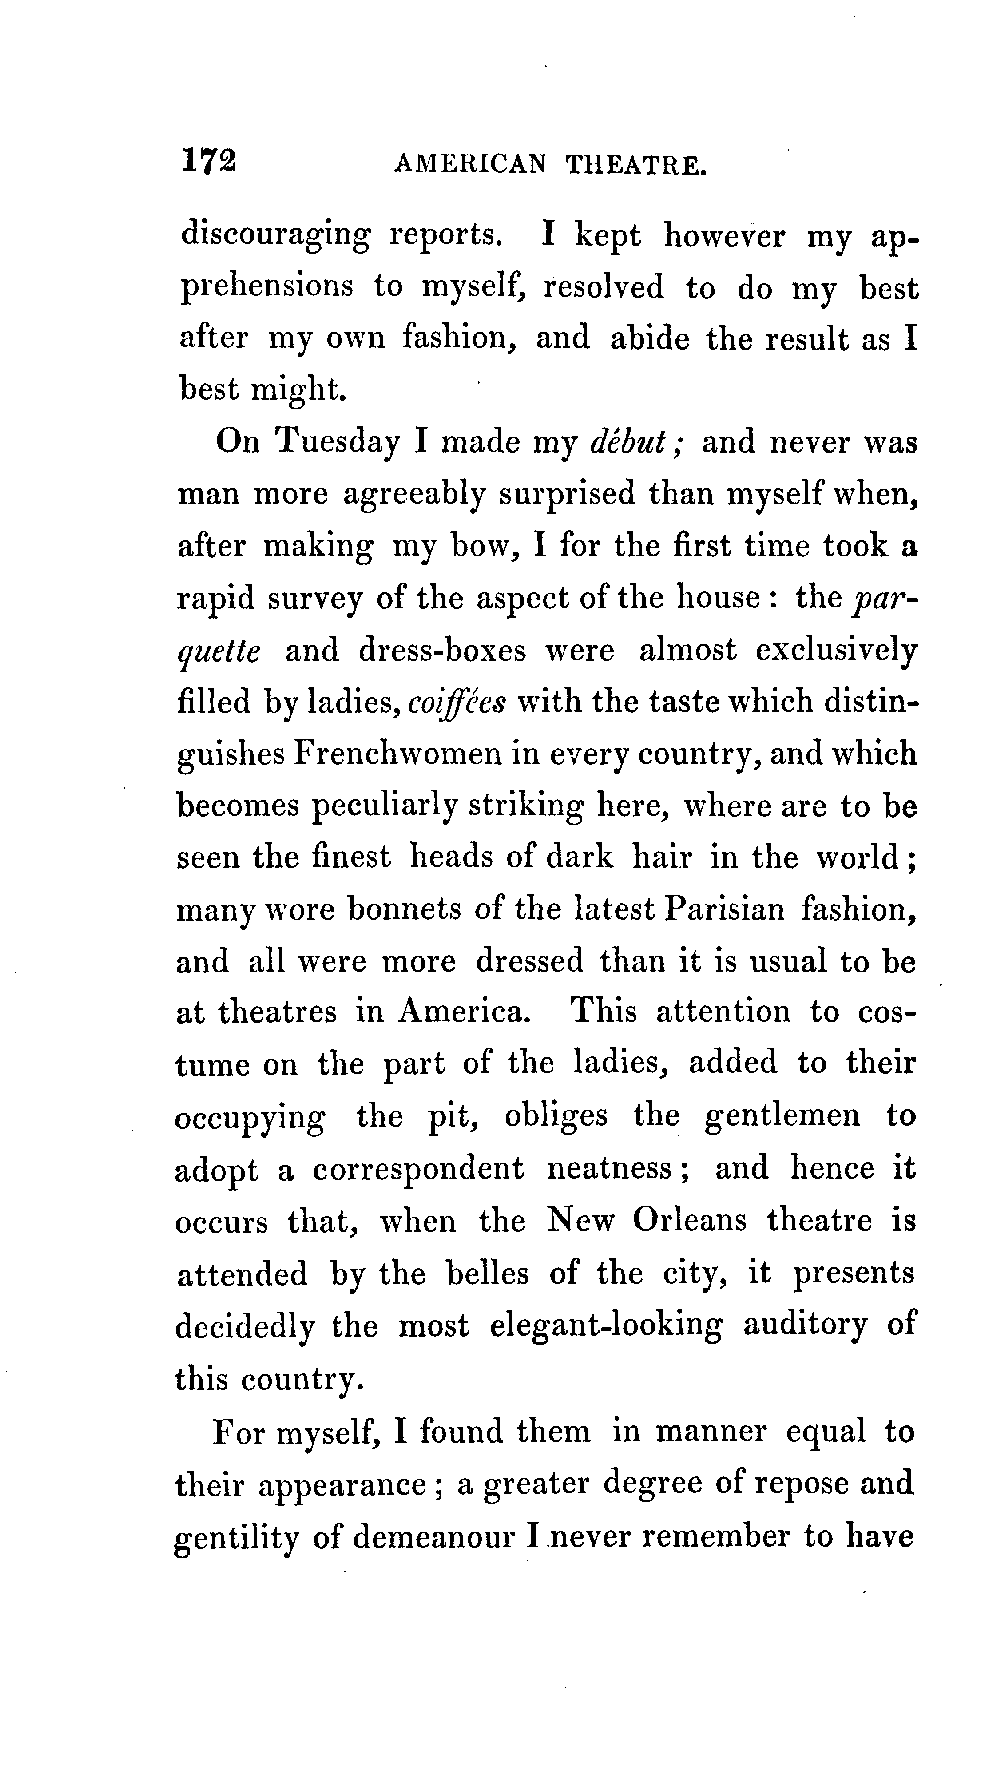 172 AMERICAN THEATRE.
discouraging reports. I kept however my ap-
prehensions to myself, resolved to do my best
after my own fashion, and abide the result as I
best might.
On Tuesday I made my début; and never was
man more agreeably surprised than myself when,
after making my bow, I for the first time took a
rapid survey of the aspect of the house: the par-
quette and dress-boxes were almost exclusively
filled by ladies, coiffées with the taste which distin-
guishes Frenchwomen in every country, and which
becomes peculiarly striking here, where are to be
seen the finest heads of dark hair in the world;
many wore bonnets of the latest Parisian fashion,
and all were more dressed than it is usual to be
at theatres in America. This attention to cos-
tume on the part of the ladies, added to their
occupying the pit, obliges the gentlemen to
adopt a correspondent neatness; and hence it
occurs that, when the New Orleans theatre is
attended by the belles of the city, it presents
decidedly the most elegant-looking auditory of
this country.
For myself, I found them in manner equal to
their appearance; a greater degree of repose and
gentility of demeanour I never remember to have